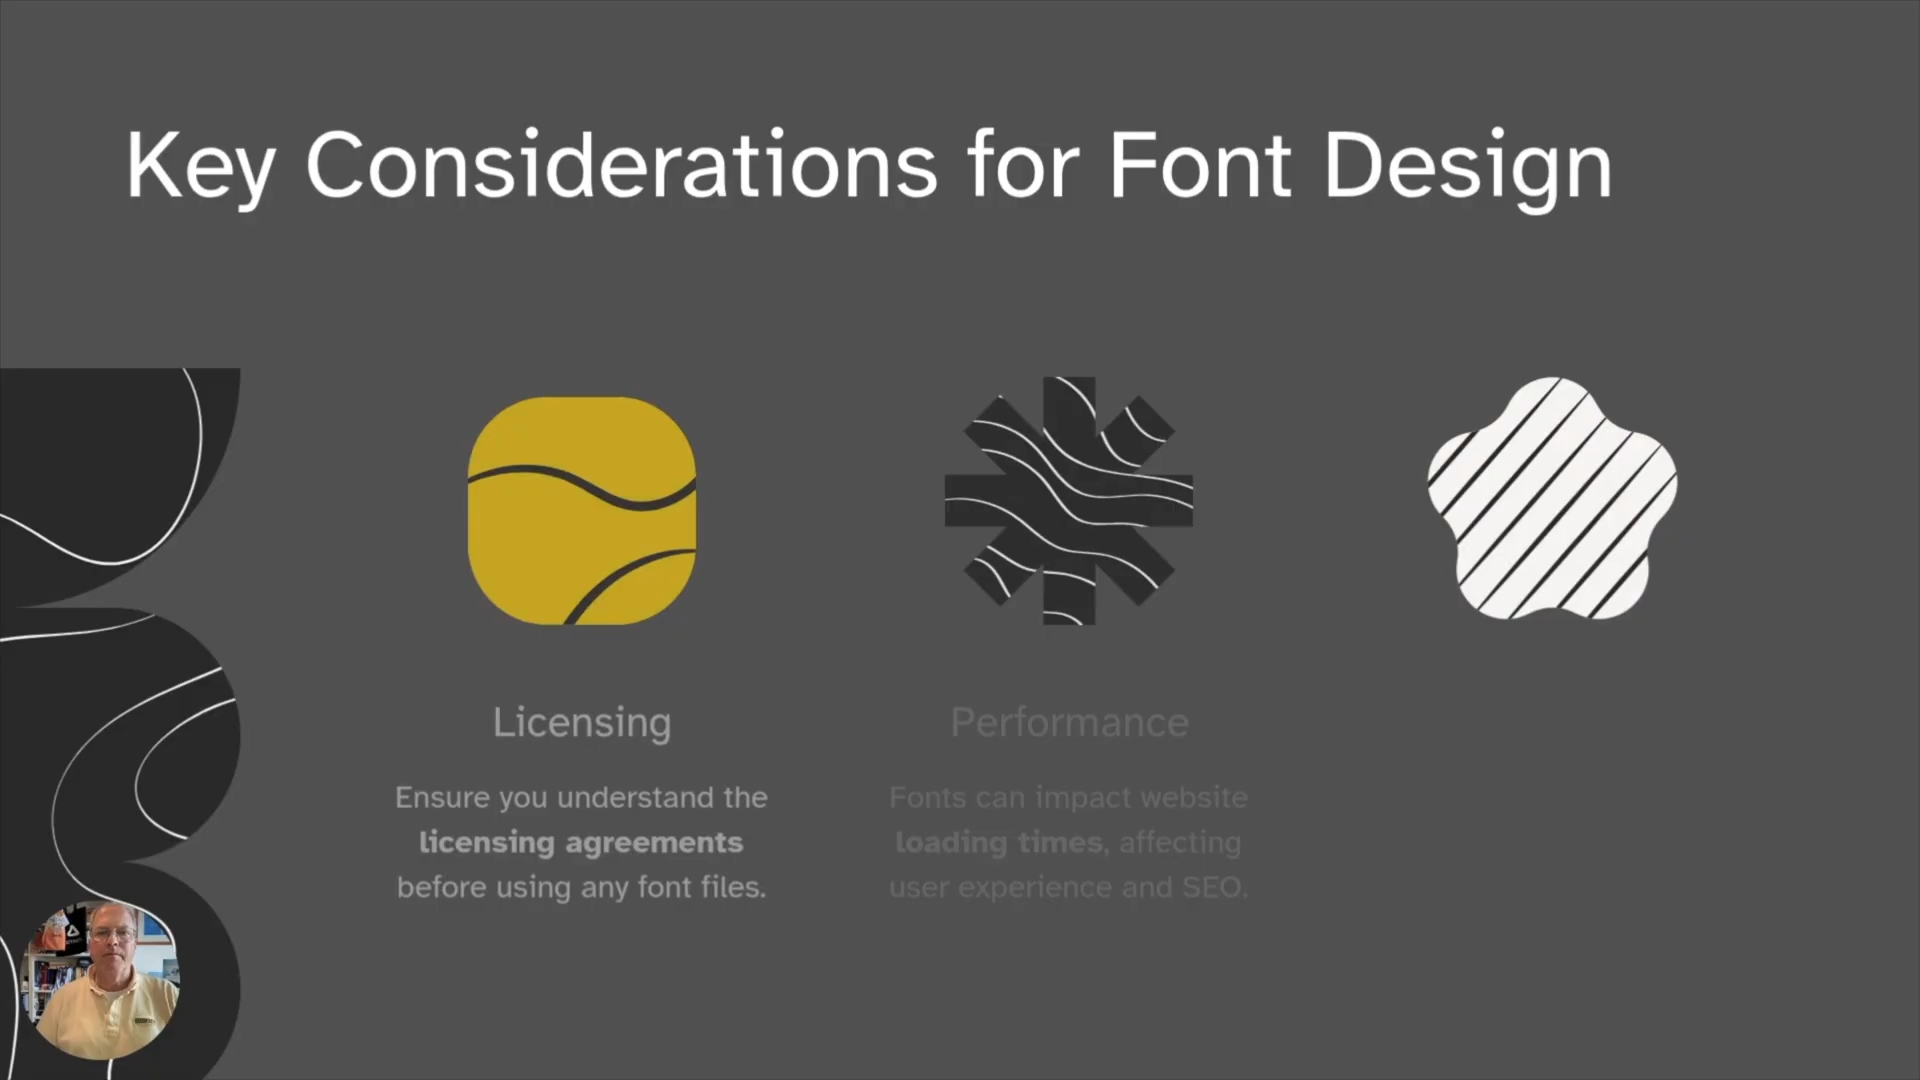 Key Considerations for Font Design
Licensing
Ensure you understand the
licensing agreements
before using any font files.
Performance
Fonts can impact website
loading times, affecting
user experience and SEO.